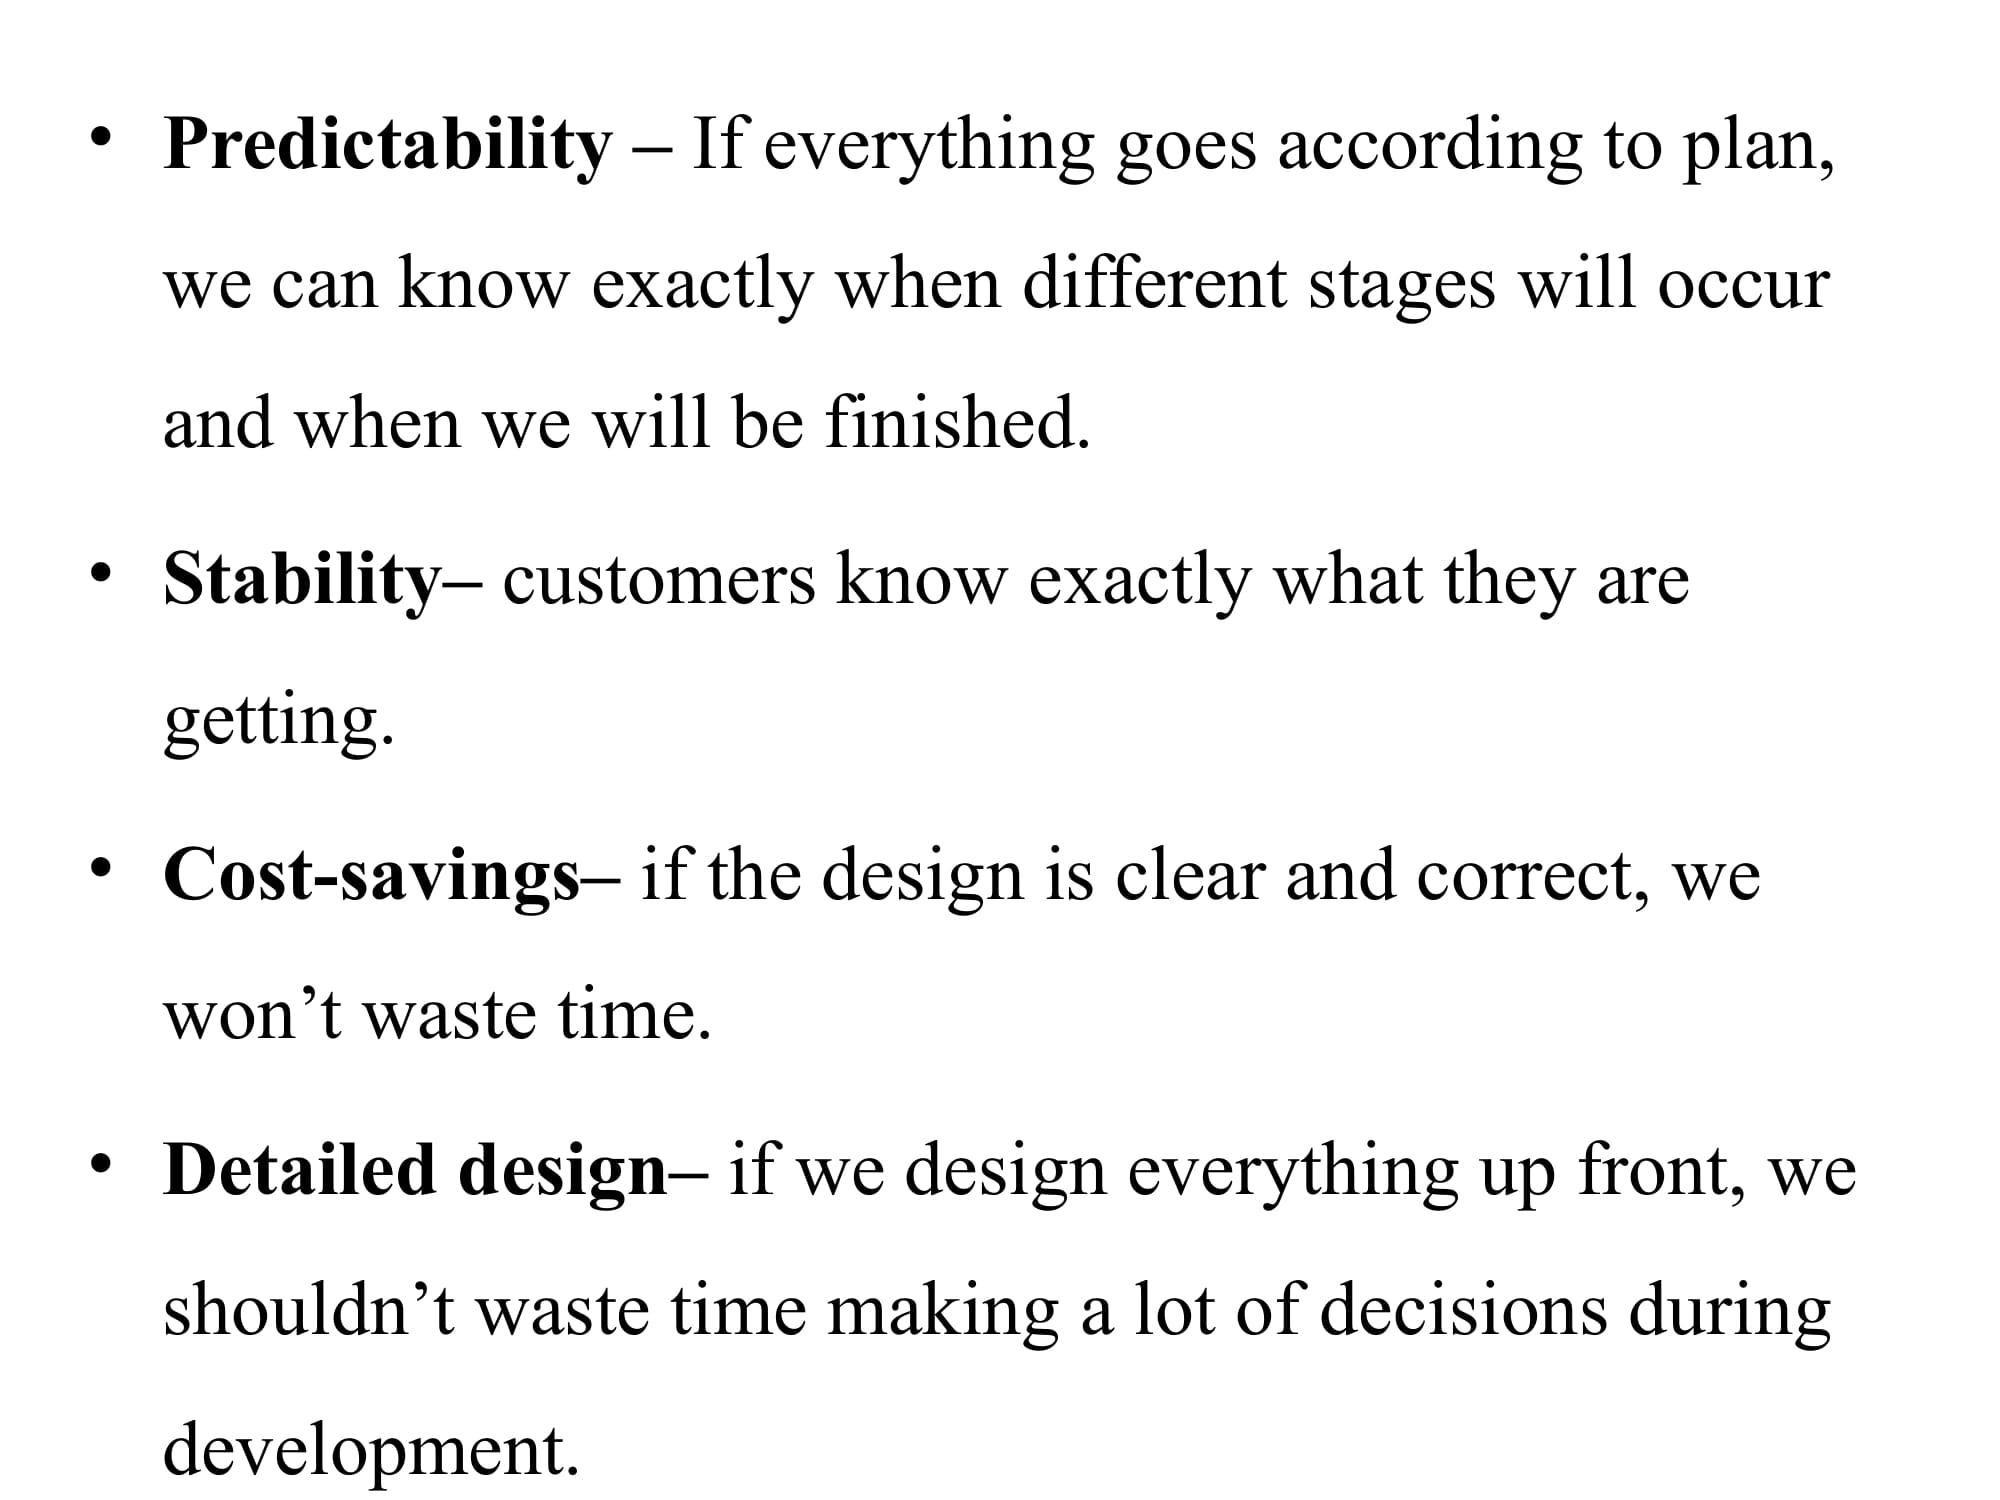 • Predictability – If everything goes according to plan,
we can know exactly when different stages will occur
and when we will be finished.
• Stability– customers know exactly what they are
getting.
• Cost-savings– if the design is clear and correct, we
won’t waste time.
• Detailed design– if we design everything up front, we
shouldn’t waste time making a lot of decisions during
development.